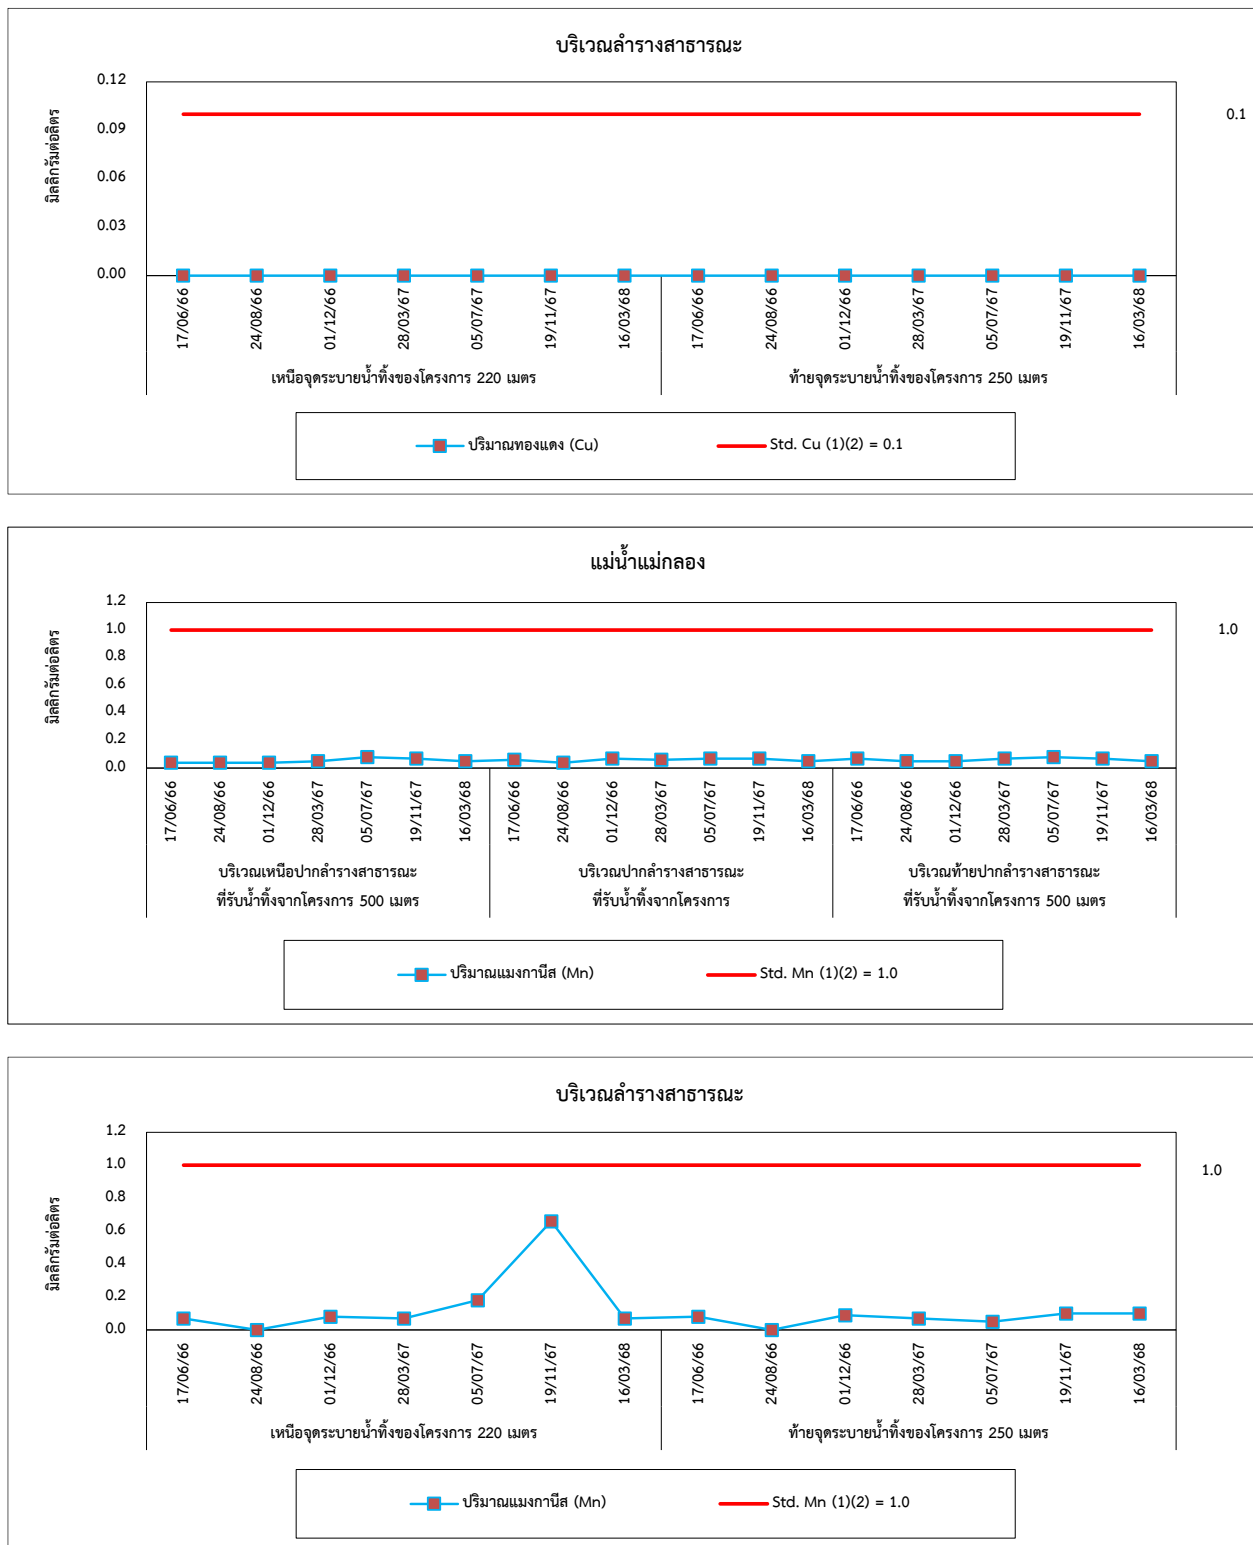 บริเวณลำรางสาธารณะ
มิลลิกรัมต่อลิตร
0.12
0.09
0.06
0.03
0.00
0.1
17/06/66 24/08/66 01/12/66 28/03/67 05/07/67 19/11/67 16/03/68 17/06/66 24/08/66 01/12/66 28/03/67 05/07/67 19/11/67 16/03/68
เหนือจุดระบายน้ำทิ้งของโครงการ 220 เมตร ท้ายจุดระบายน้ำทิ้งของโครงการ 250 เมตร
ปริมาณทองแดง (Cu) Std. Cu (1)(2) = 0.1
แม่น้ำแม่กลอง
มิลลิกรัมต่อลิตร
1.2
1.0
0.8
0.6
0.4
0.2
0.0
1.0
17/06/66 24/08/66 01/12/66 28/03/67 05/07/67 19/11/67 16/03/68 17/06/66 24/08/66 01/12/66 28/03/67 05/07/67 19/11/67 16/03/68 17/06/66 24/08/66 01/12/66 28/03/67 05/07/67 19/11/67 16/03/68
บริเวณเหนือปากลำรางสาธารณะ บริเวณปากลำรางสาธารณะ บริเวณท้ายปากลำรางสาธารณะ
ที่รับน้ำทิ้งจากโครงการ 500 เมตร ที่รับน้ำทิ้งจากโครงการ ที่รับน้ำทิ้งจากโครงการ 500 เมตร
ปริมาณแมงกานีส (Mn) Std. Mn (1)(2) = 1.0
บริเวณลำรางสาธารณะ
มิลลิกรัมต่อลิตร
1.2
1.0
0.8
0.6
0.4
0.2
0.0
1.0
17/06/66 24/08/66 01/12/66 28/03/67 05/07/67 19/11/67 16/03/68 17/06/66 24/08/66 01/12/66 28/03/67 05/07/67 19/11/67 16/03/68
เหนือจุดระบายน้ำทิ้งของโครงการ 220 เมตร ท้ายจุดระบายน้ำทิ้งของโครงการ 250 เมตร
ปริมาณแมงกานีส (Mn) Std. Mn (1)(2) = 1.0